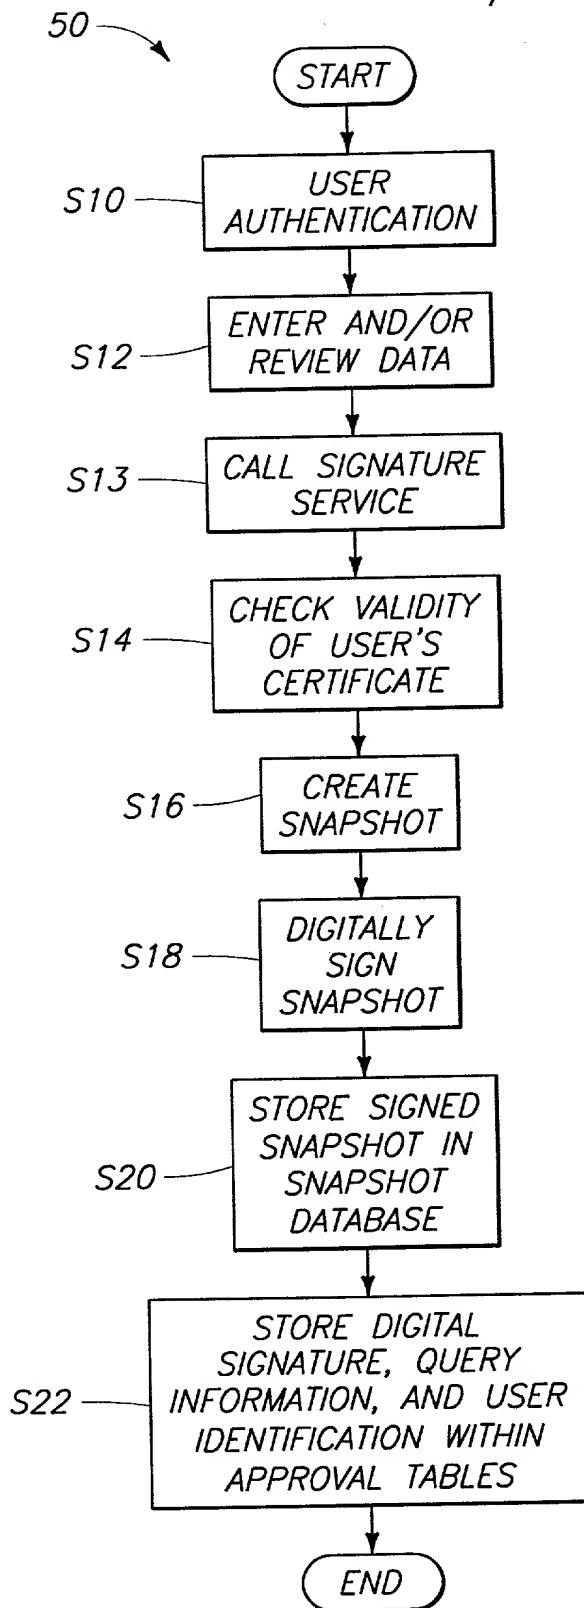 50
START
S10
USER
AUTHENTICATION
S12
ENTER AND/OR
REVIEW DATA
S13
CALL SIGNATURE
SERVICE
S14
CHECK VALIDITY
OF USER'S
CERTIFICATE
S16
CREATE
SNAPSHOT
S18
DIGITALLY
SIGN
SNAPSHOT
S20
STORE SIGNED
SNAPSHOT IN
SNAPSHOT
DATABASE
S22
STORE DIGITAL
SIGNATURE, QUERY
INFORMATION, AND USER
IDENTIFICATION WITHIN
APPROVAL TABLES
END